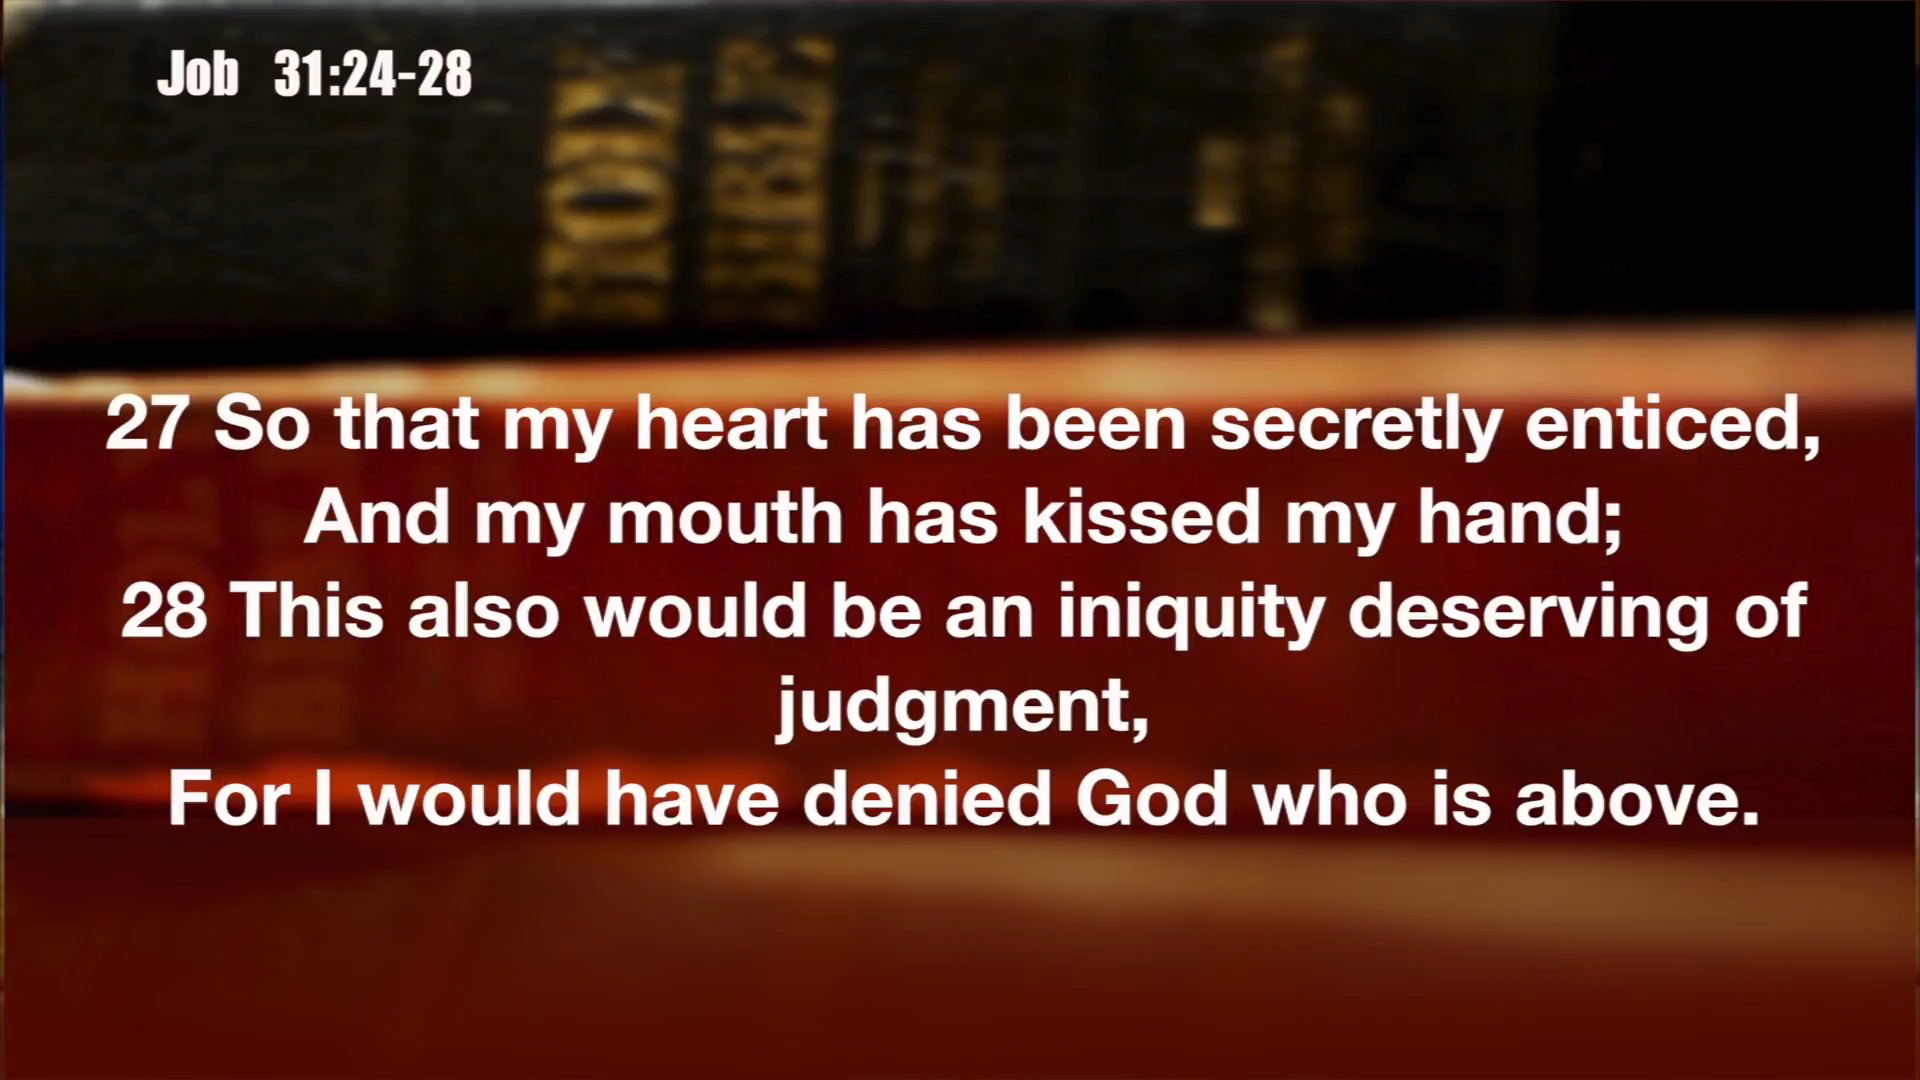 Job 31:24-28
27 So that my heart has been secretly enticed,
And my mouth has kissed my hand;
28 This also would be an iniquity deserving of
judgment,
For I would have denied God who is above.